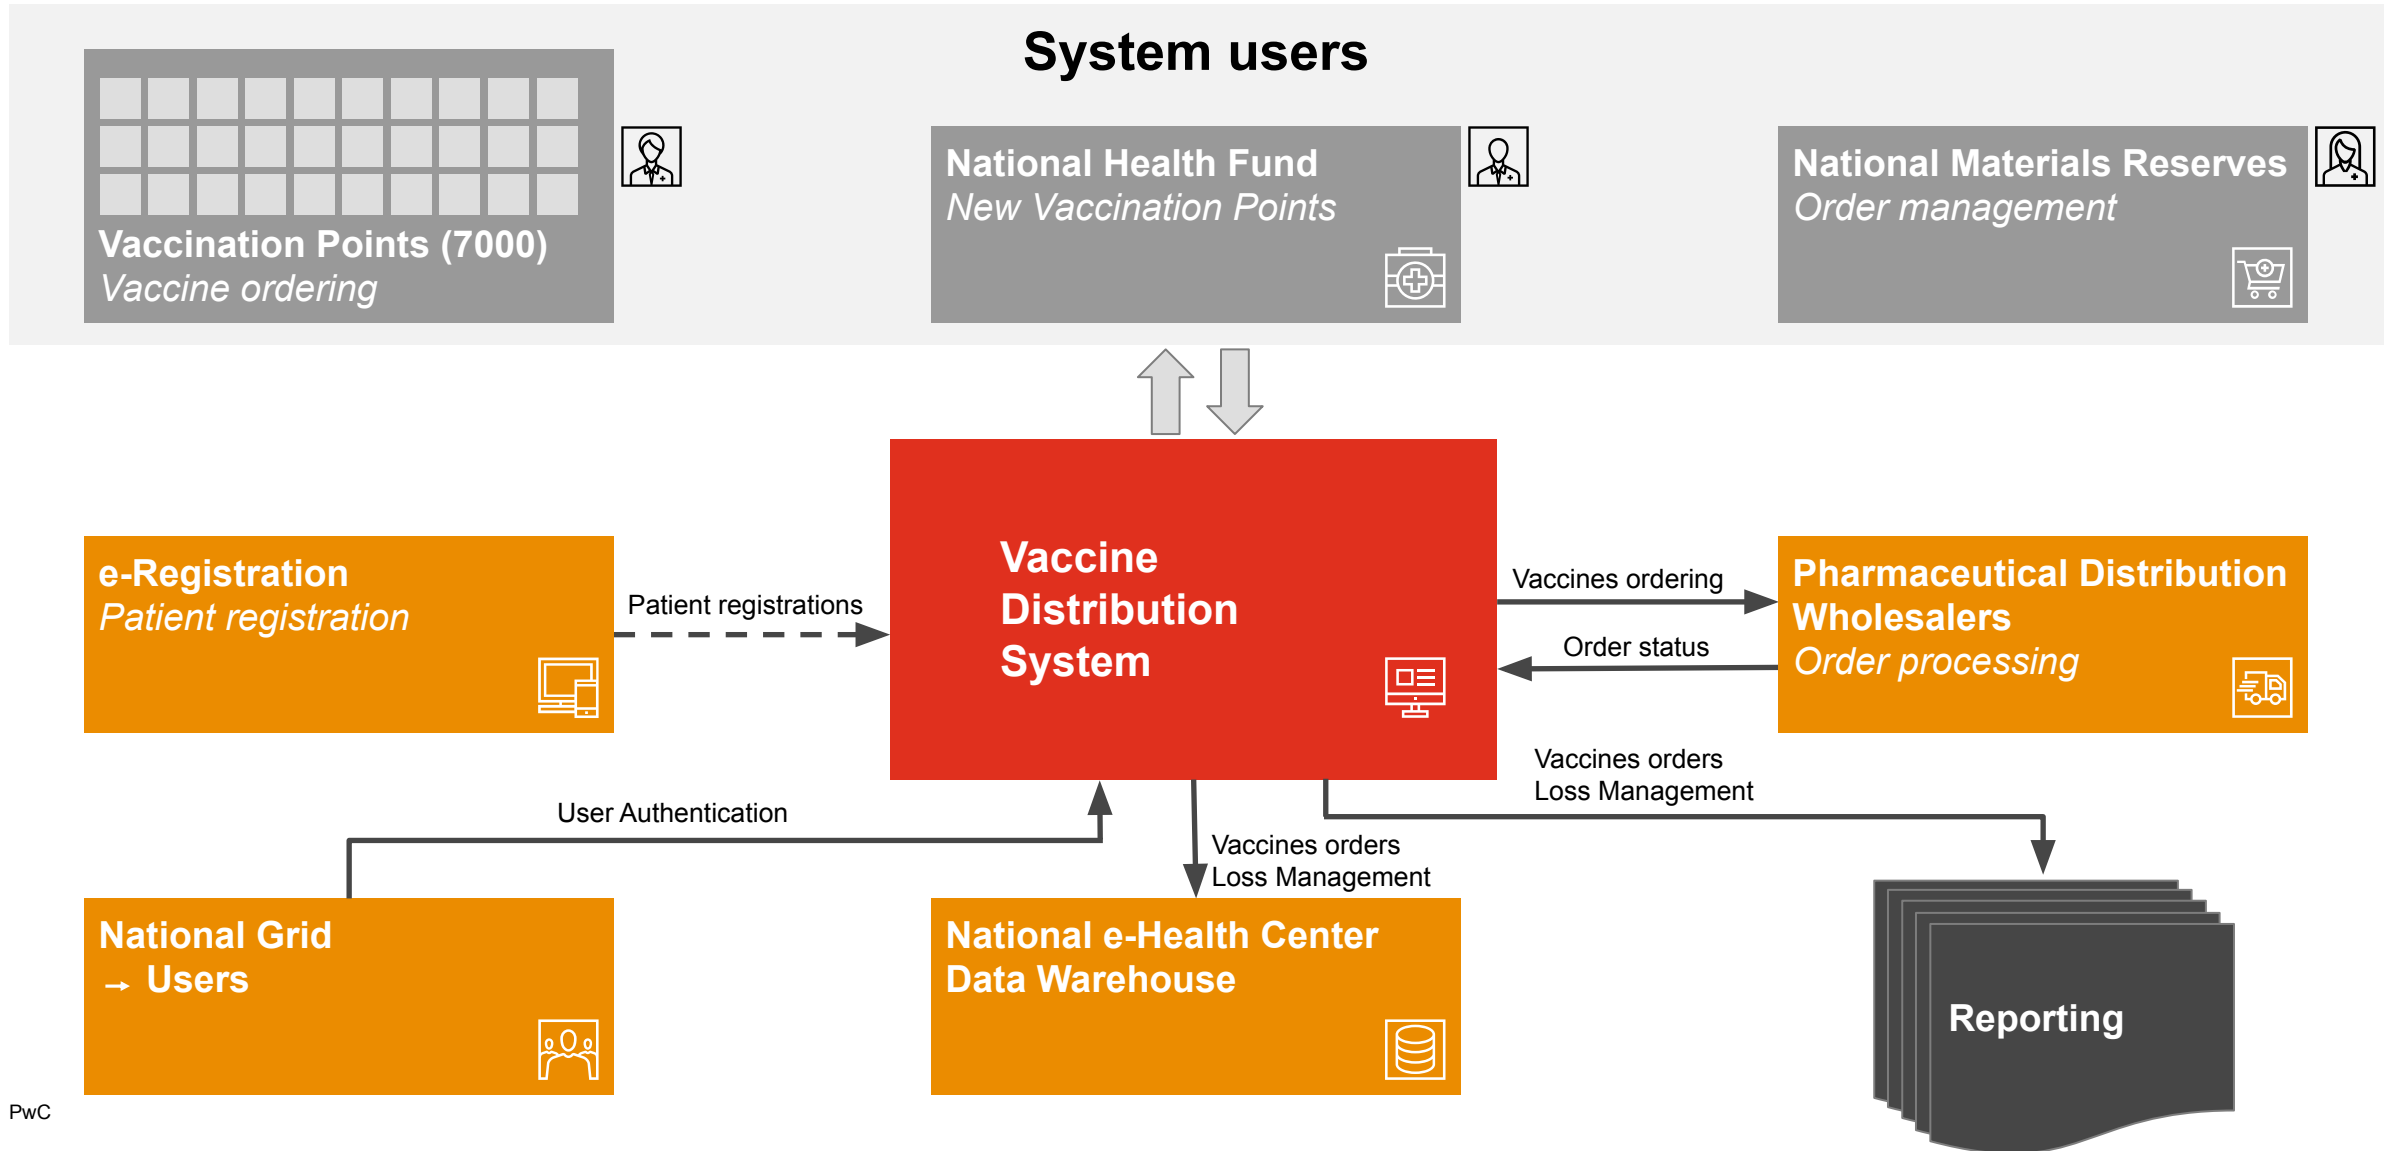 System users
Vaccination Points (7000)
Vaccine ordering
National Health Fund
New Vaccination Points
National Materials Reserves
Order management
e-Registration
Patient registration
Patient registrations
Vaccine
Distribution
System
Vaccines ordering
Order status
Pharmaceutical Distribution
Wholesalers
Order processing
User Authentication
Vaccines orders
Loss Management
Vaccines orders
Loss Management
National Grid
→ Users
National e-Health Center
Data Warehouse
Reporting
PwC